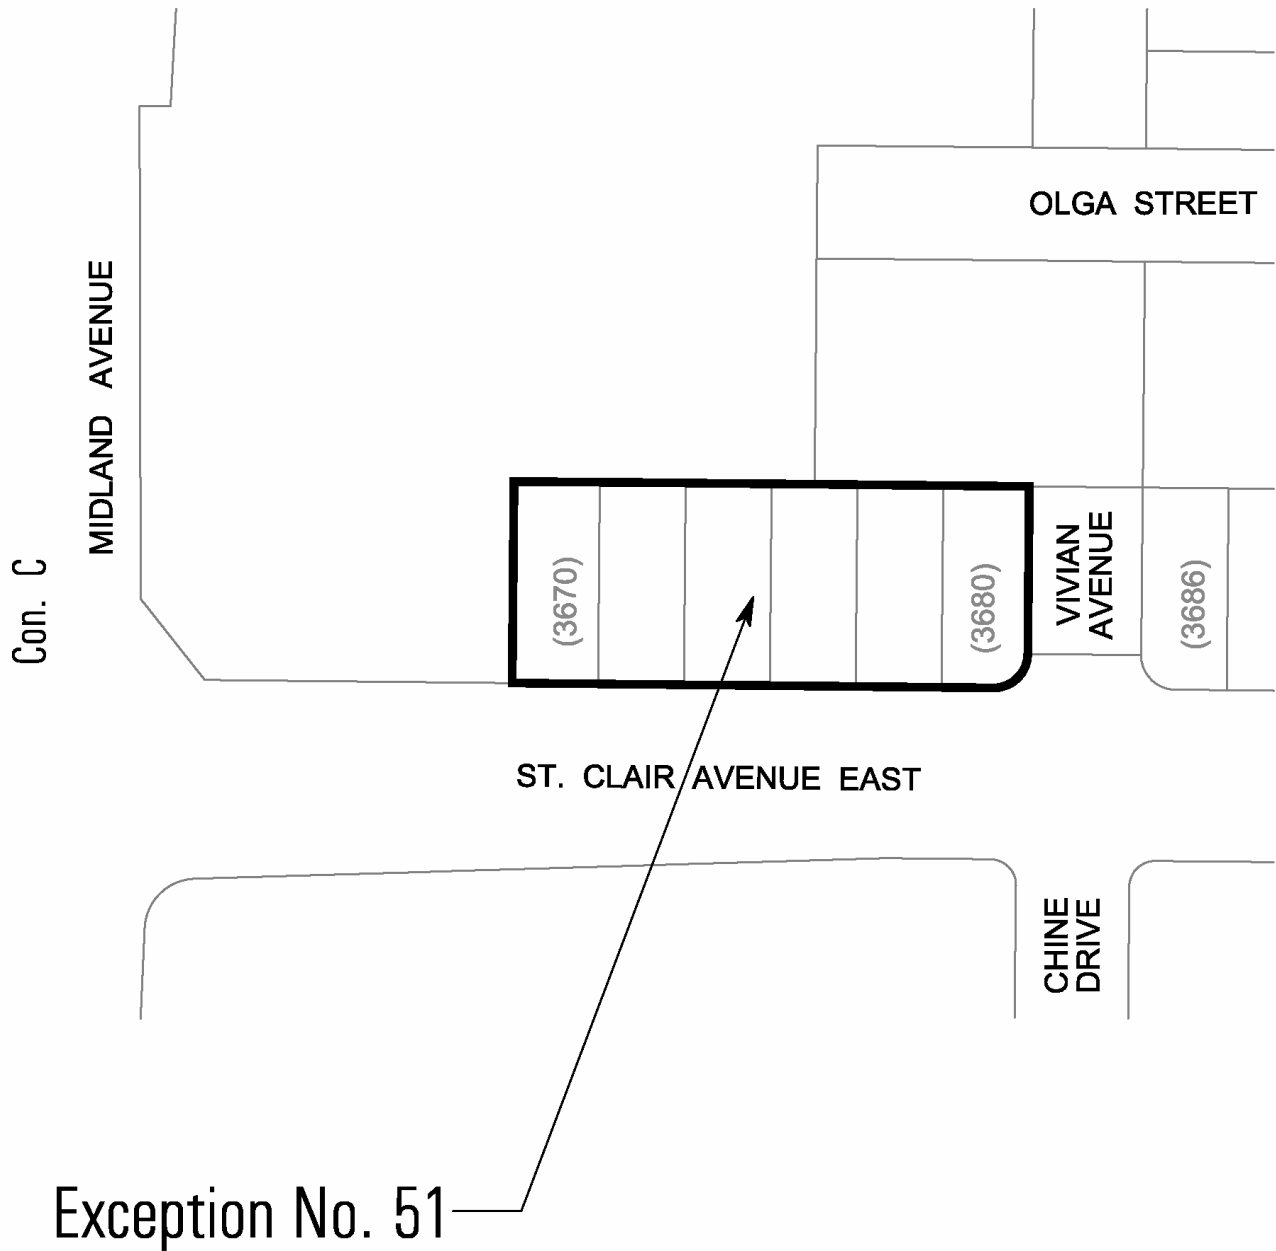 OLGA STREET
MIDLAND AVENUE
Con. C
(3670)
(3680)
VIVIAN
AVENUE
(3686)
ST. CLAIR AVENUE EAST
CHINE
DRIVE
Exception No. 51